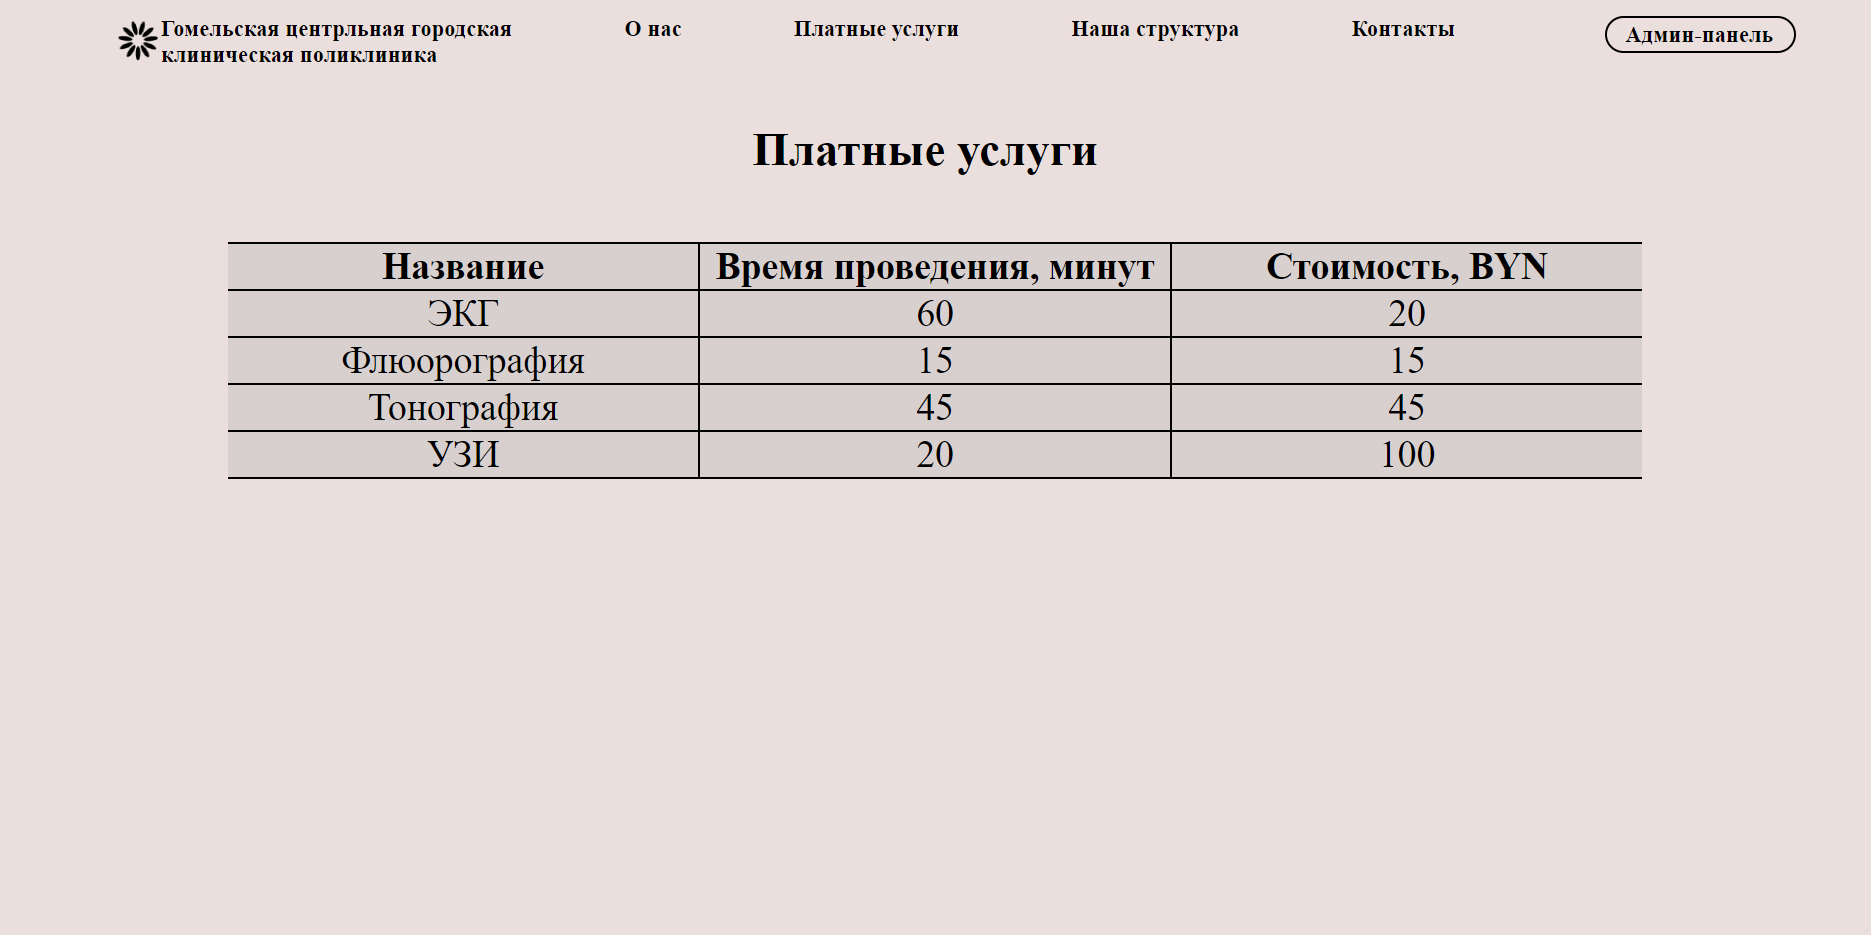 Гомельская центрльная городская
клиническая поликлиника
О нас
Платные услуги
Наша структура
Контакты
Админ-панель
Платные услуги
Название Время проведения, минут Стоимость, BYN
ЭКГ 60 20
Флюорография 15 15
Тонография 45 45
УЗИ 20 100